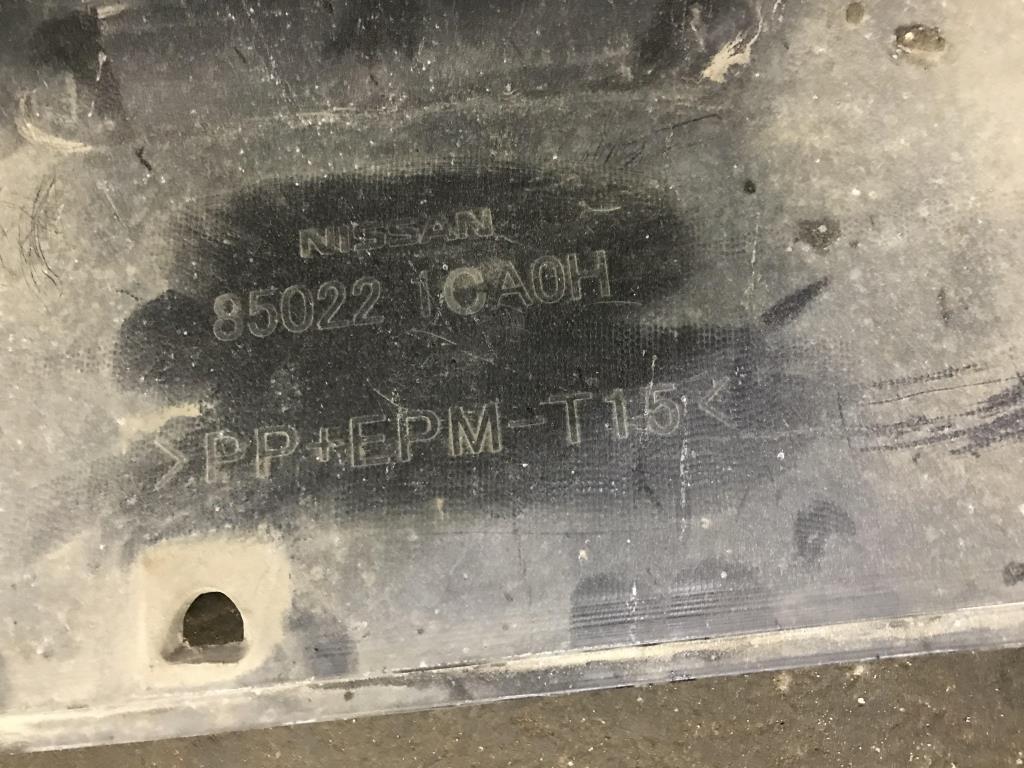 NISSAN
85022 1CA0H
>PP+EPM-T15<